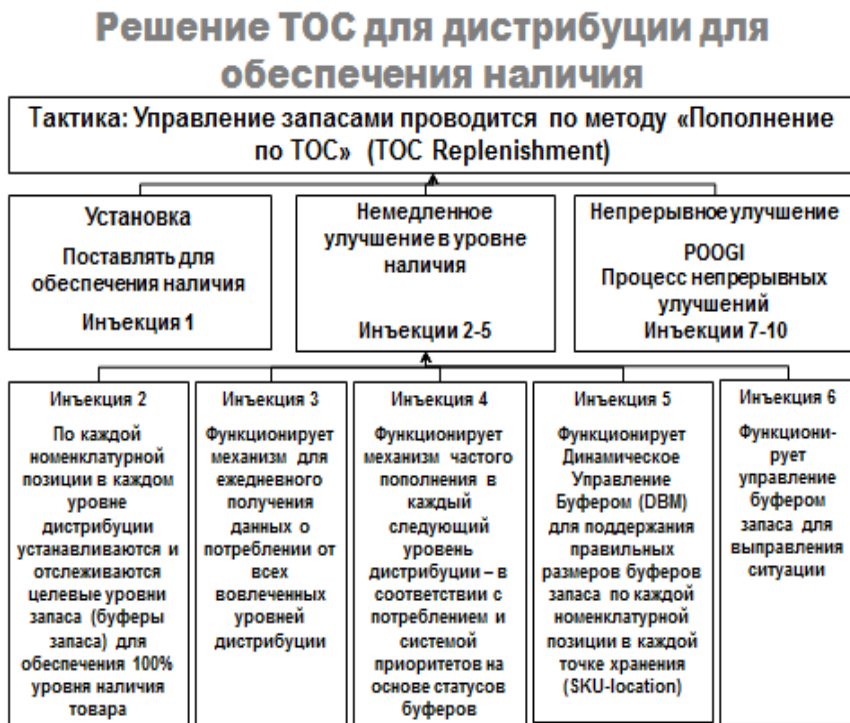 Решение ТОС для дистрибуции для
обеспечения наличия
Тактика: Управление запасами проводится по методу «Пополнение
по ТОС» (TOC Replenishment)
Установка
Поставлять для
обеспечения наличия
Инъекция 1
Немедленное
улучшение в уровне
наличия
Инъекции 2-5
Непрерывное улучшение
POOGI
Процесс непрерывных
улучшений
Инъекции 7-10
Инъекция 2
По каждой
номенклатурной
позиции в каждом
уровне
дистрибуции
устанавливаются и
отслеживаются
целевые уровни
запаса (буферы
запаса) для
обеспечения 100%
уровня наличия
товара
Инъекция 3
Функционирует
механизм для
ежедневного
получения
данных о
потреблении от
всех
вовлеченных
уровней
дистрибуции
Инъекция 4
Функционирует
механизм частого
пополнения в
каждый
следующий
уровень
дистрибуции – в
соответствии с
потреблением и
системой
приоритетов на
основе статусов
буферов
Инъекция 5
Функционирует
Динамическое
Управление
Буфером (DBM)
для поддержания
правильных
размеров буферов
запаса по каждой
номенклатурной
позиции в каждой
точке хранения
(SKU-location)
Инъекция 6
Функциони-
рует
управление
буфером
запаса для
выправления
ситуации